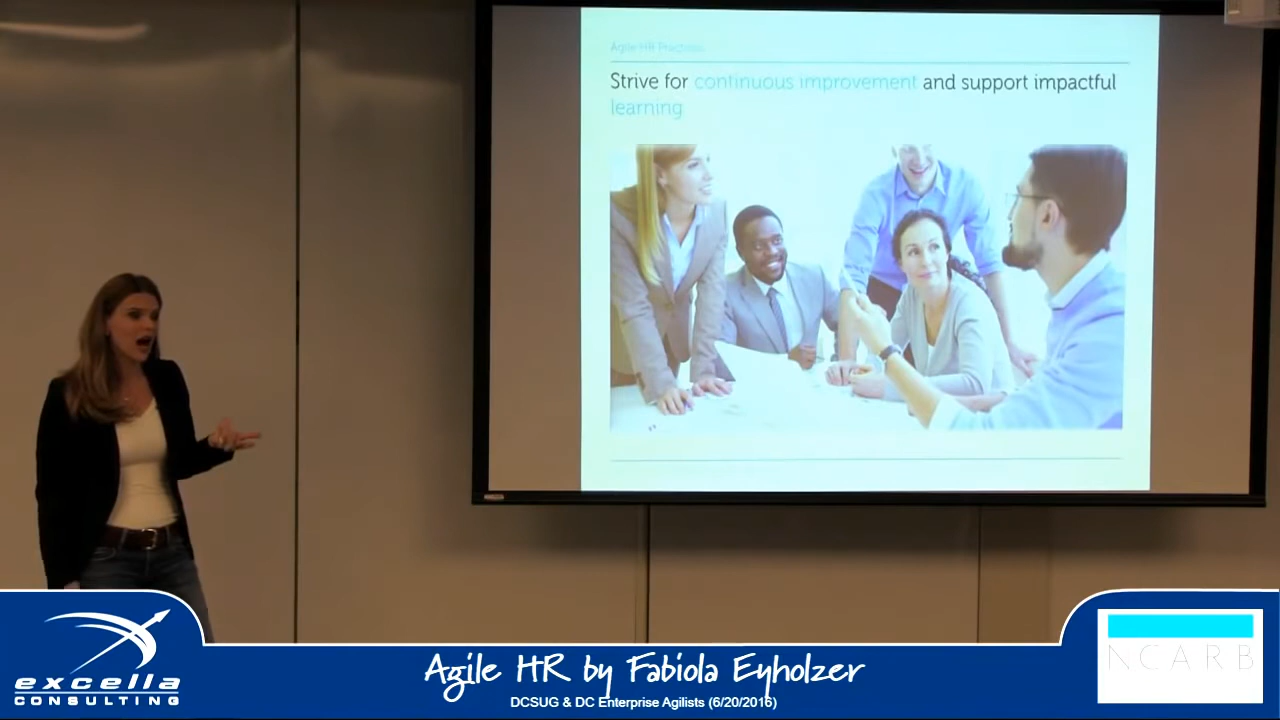 Agile HR Practices
Strive for continuous improvement and support impactful
learning
excella
CONSULTING
Agile HR by Fabiola Eyholzer
DCSUG & DC Enterprise Agilists (6/20/2016)
NCARB